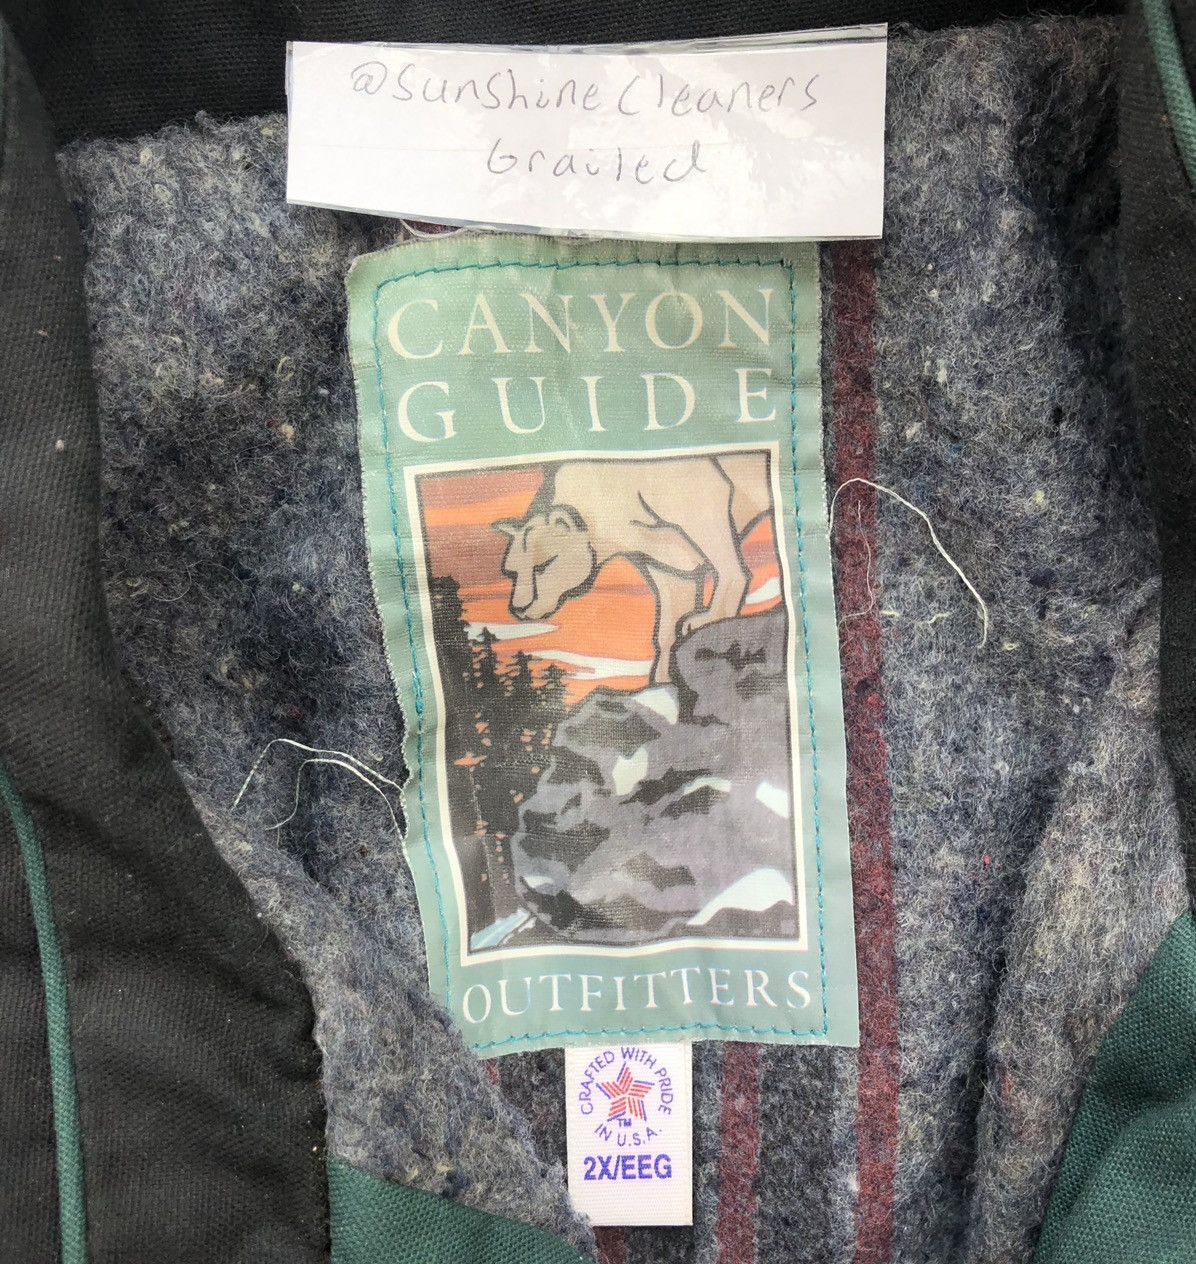 @sunshinecleaners
Grailed
CANYON
GUIDE
OUTFITTERS
CRAFTED WITH PRIDE
TM
IN U.S.A.
2X/EEG